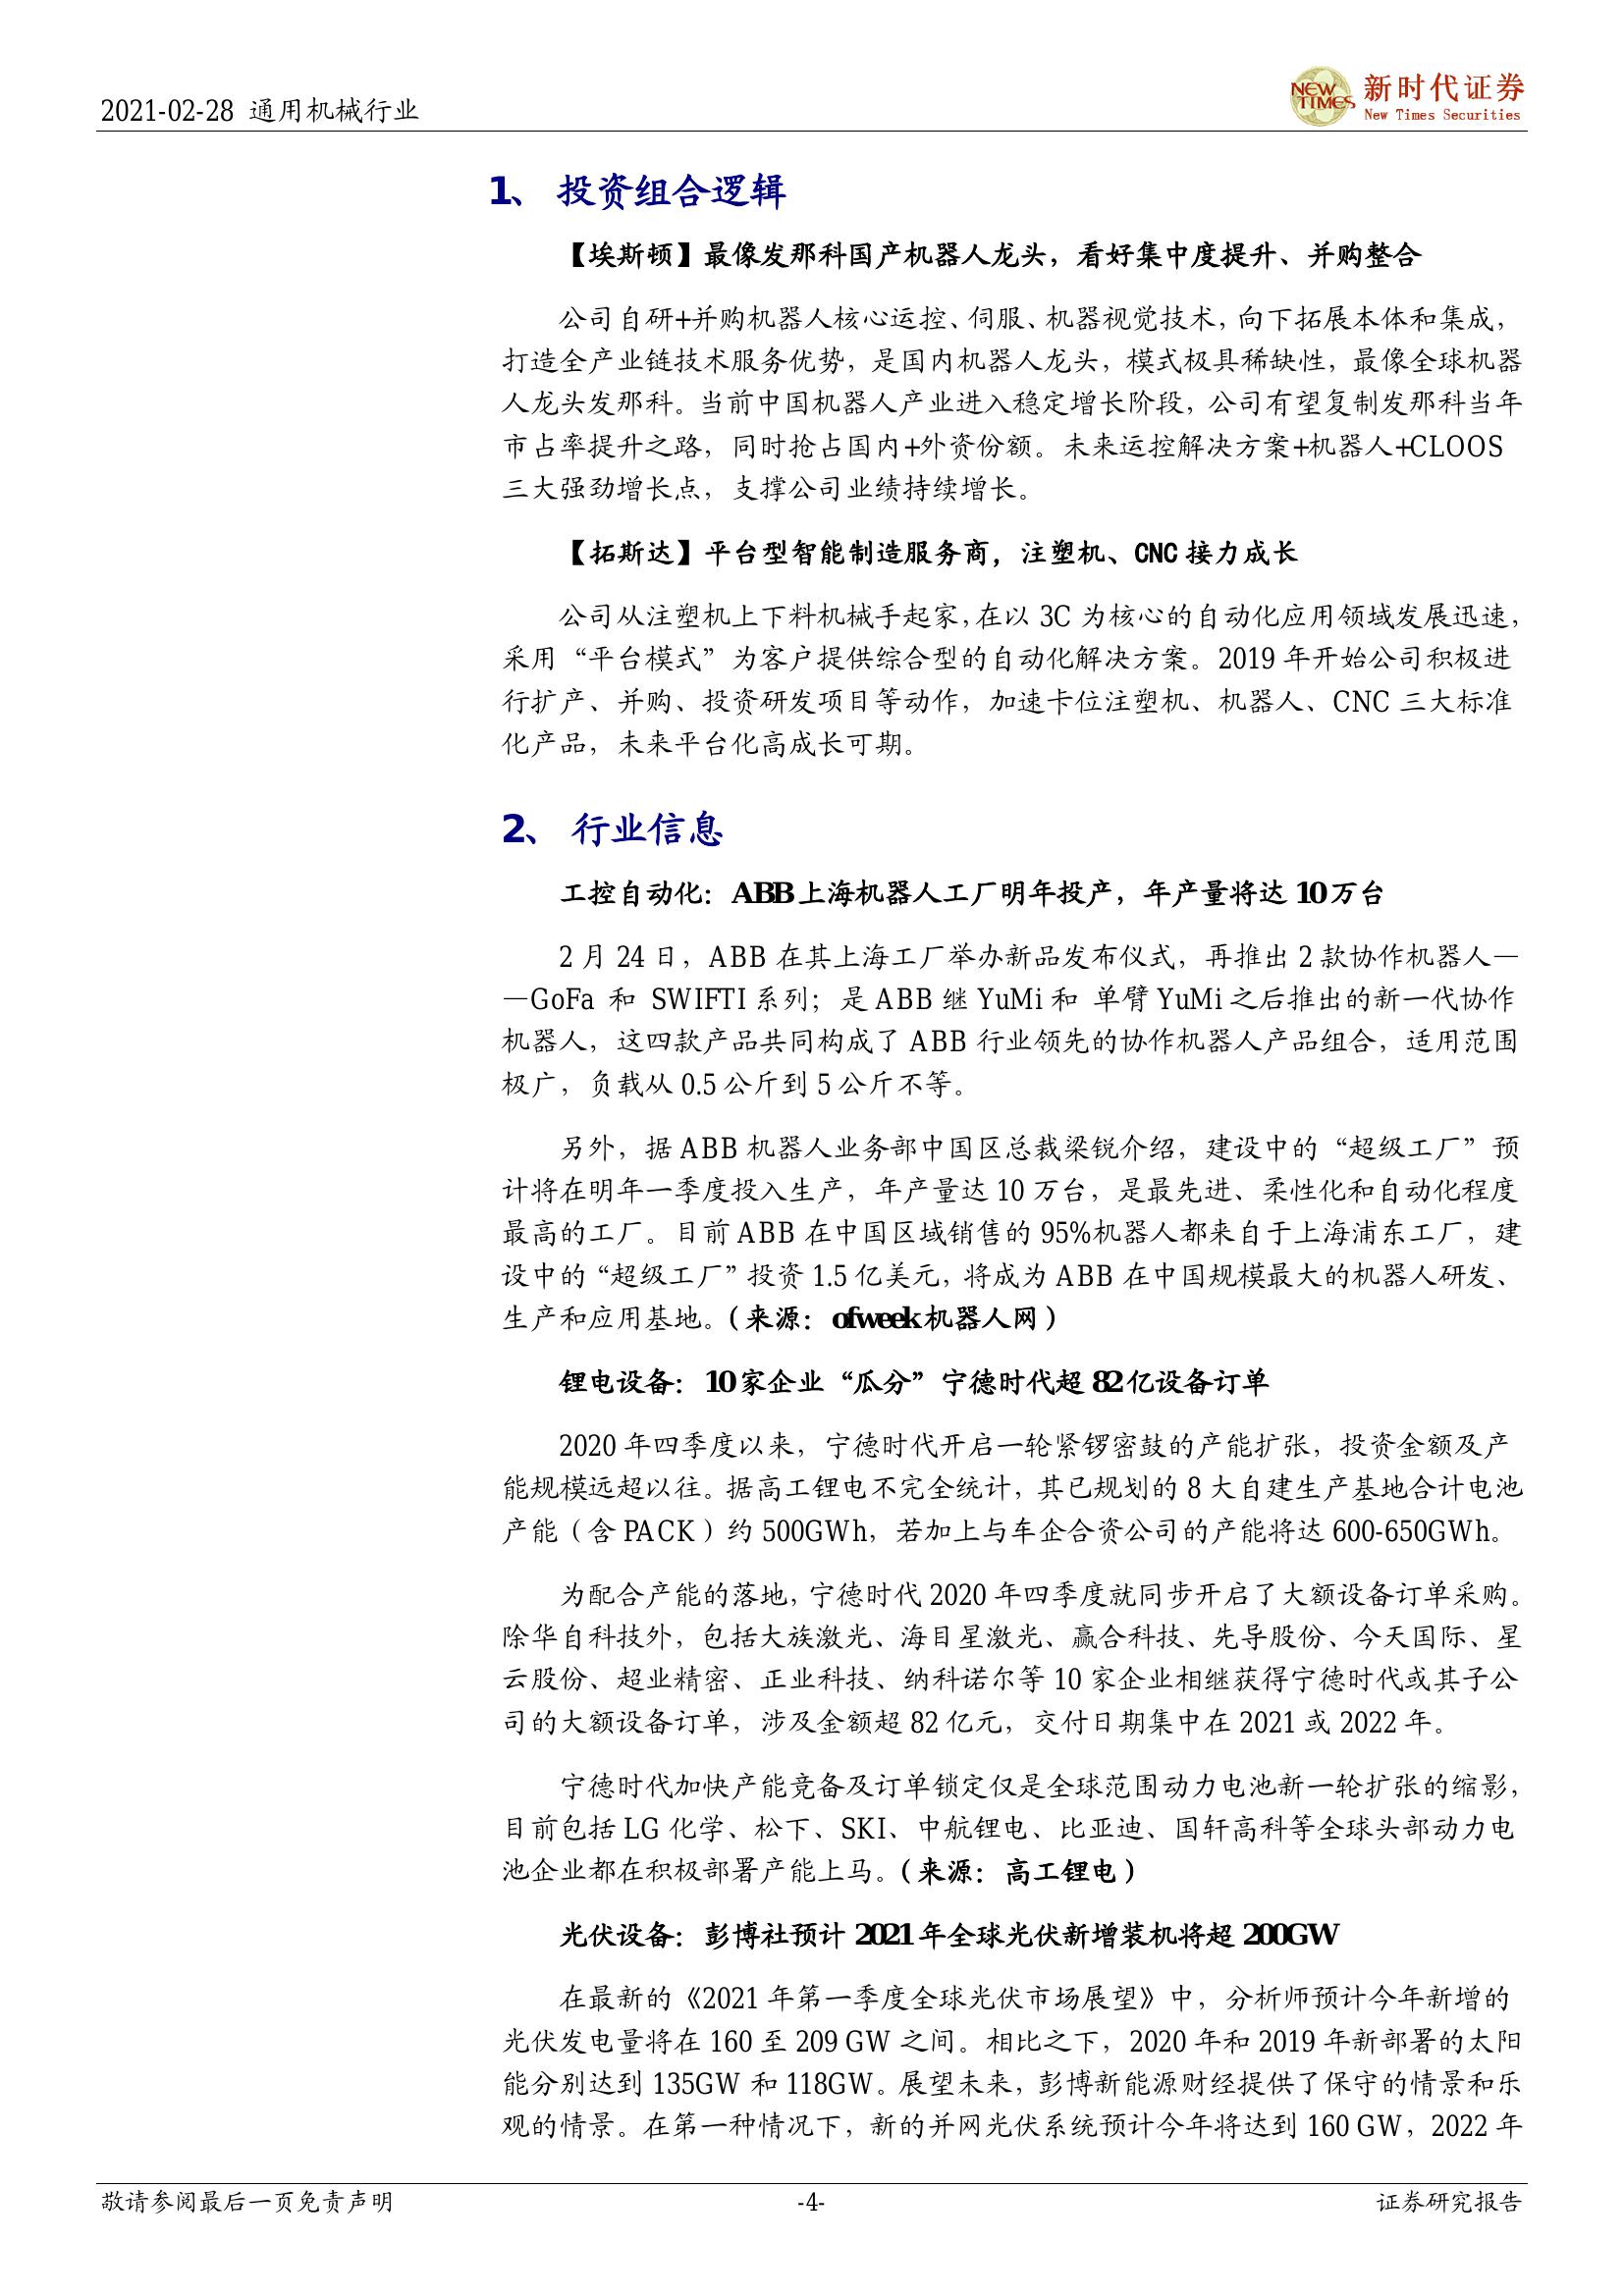 2021-02-28 通用机械行业
NEW TIMES
新时代证券
New Times Securities
1、 投资组合逻辑
【埃斯顿】最像发那科国产机器人龙头，看好集中度提升、并购整合
公司自研+并购机器人核心运控、伺服、机器视觉技术，向下拓展本体和集成，
打造全产业链技术服务优势，是国内机器人龙头，模式极具稀缺性，最像全球机器
人龙头发那科。当前中国机器人产业进入稳定增长阶段，公司有望复制发那科当年
市占率提升之路，同时抢占国内+外资份额。未来运控解决方案+机器人+CLOOS
三大强劲增长点，支撑公司业绩持续增长。
【拓斯达】平台型智能制造服务商，注塑机、CNC 接力成长
公司从注塑机上下料机械手起家，在以 3C 为核心的自动化应用领域发展迅速，
采用“平台模式”为客户提供综合型的自动化解决方案。2019 年开始公司积极进
行扩产、并购、投资研发项目等动作，加速卡位注塑机、机器人、CNC 三大标准
化产品，未来平台化高成长可期。
2、 行业信息
工控自动化：ABB 上海机器人工厂明年投产，年产量将达 10 万台
2 月 24 日，ABB 在其上海工厂举办新品发布仪式，再推出 2 款协作机器人—
—GoFa 和 SWIFTI 系列；是 ABB 继 YuMi 和 单臂 YuMi 之后推出的新一代协作
机器人，这四款产品共同构成了 ABB 行业领先的协作机器人产品组合，适用范围
极广，负载从 0.5 公斤到 5 公斤不等。
另外，据 ABB 机器人业务部中国区总裁梁锐介绍，建设中的“超级工厂”预
计将在明年一季度投入生产，年产量达 10 万台，是最先进、柔性化和自动化程度
最高的工厂。目前 ABB 在中国区域销售的 95%机器人都来自于上海浦东工厂，建
设中的“超级工厂”投资 1.5 亿美元，将成为 ABB 在中国规模最大的机器人研发、
生产和应用基地。（来源：ofweek 机器人网）
锂电设备：10 家企业“瓜分”宁德时代超 82 亿设备订单
2020 年四季度以来，宁德时代开启一轮紧锣密鼓的产能扩张，投资金额及产
能规模远超以往。据高工锂电不完全统计，其已规划的 8 大自建生产基地合计电池
产能（含 PACK）约 500GWh，若加上与车企合资公司的产能将达 600-650GWh。
为配合产能的落地，宁德时代 2020 年四季度就同步开启了大额设备订单采购。
除华自科技外，包括大族激光、海目星激光、赢合科技、先导股份、今天国际、星
云股份、超业精密、正业科技、纳科诺尔等 10 家企业相继获得宁德时代或其子公
司的大额设备订单，涉及金额超 82 亿元，交付日期集中在 2021 或 2022 年。
宁德时代加快产能竞备及订单锁定仅是全球范围动力电池新一轮扩张的缩影，
目前包括 LG 化学、松下、SKI、中航锂电、比亚迪、国轩高科等全球头部动力电
池企业都在积极部署产能上马。（来源：高工锂电）
光伏设备：彭博社预计 2021 年全球光伏新增装机将超 200GW
在最新的《2021 年第一季度全球光伏市场展望》中，分析师预计今年新增的
光伏发电量将在 160 至 209 GW 之间。相比之下，2020 年和 2019 年新部署的太阳
能分别达到 135GW 和 118GW。展望未来，彭博新能源财经提供了保守的情景和乐
观的情景。在第一种情况下，新的并网光伏系统预计今年将达到 160 GW，2022 年
敬请参阅最后一页免责声明
-4-
证券研究报告